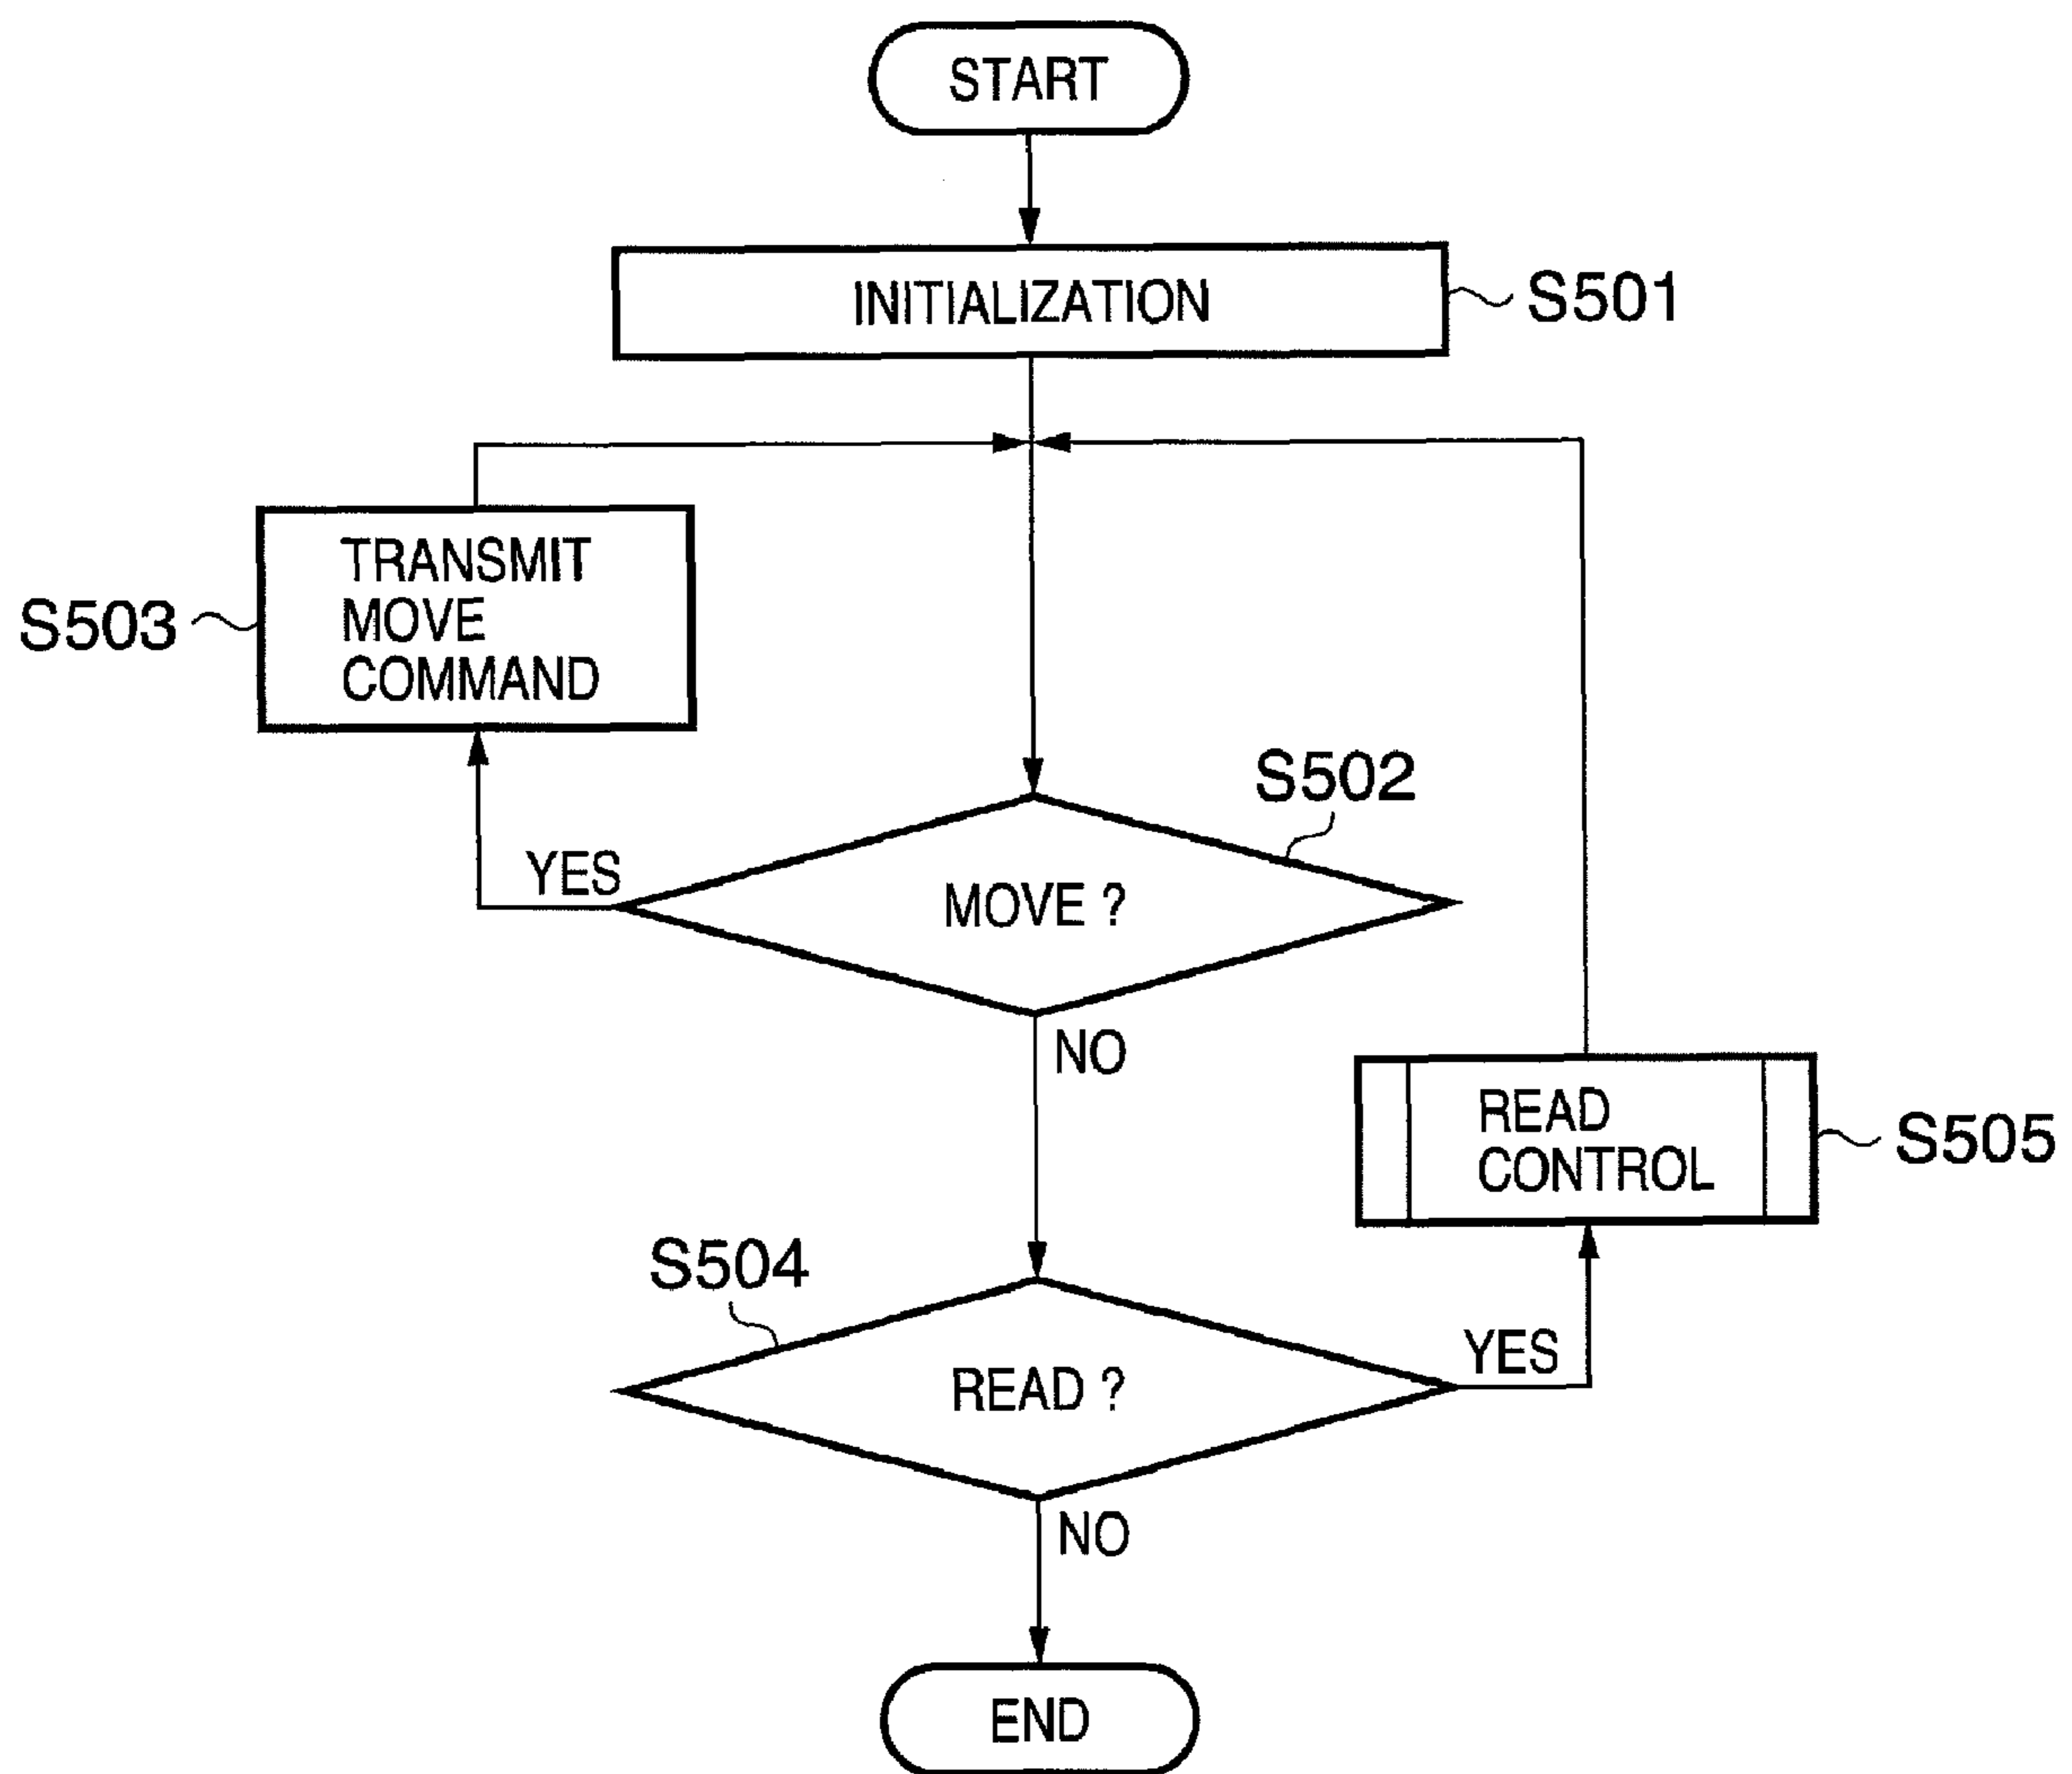 START
INITIALIZATION
S501
TRANSMIT
MOVE
COMMAND
S503
S502
MOVE ?
YES
NO
READ
CONTROL
S505
S504
READ ?
YES
NO
END